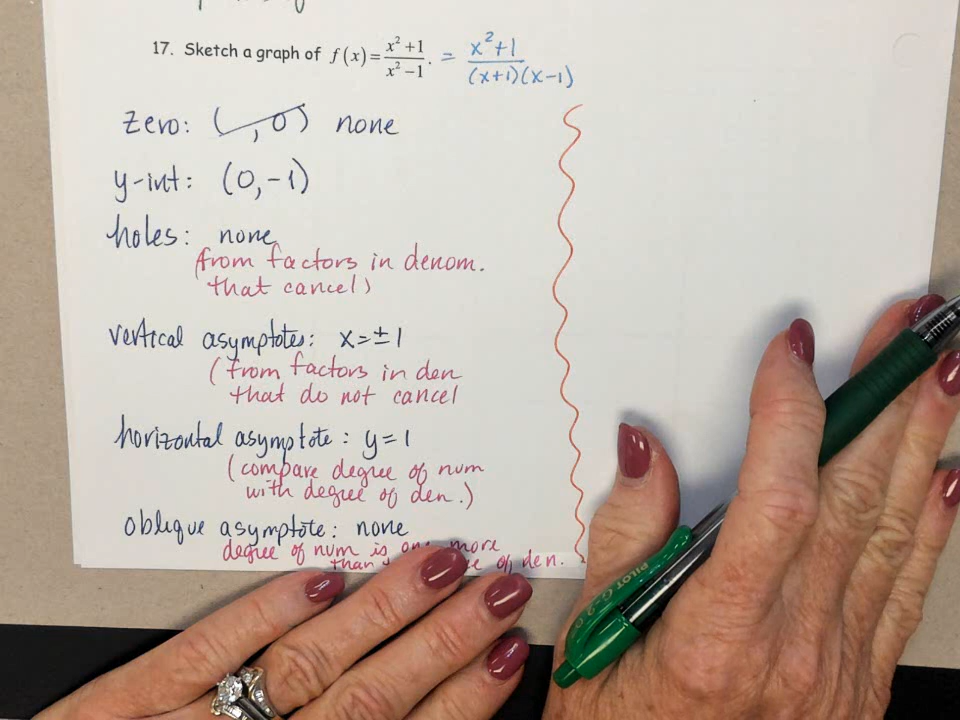 17. Sketch a graph of f(x) = x² + 1 / x² − 1 . = x²+1 / (x+1)(x−1)
zero: ( , 0) none
y-int: (0, −1)
holes: none
(from factors in denom.
that cancel)
vertical asymptotes: x = ± 1
(from factors in den
that do not cancel
horizontal asymptote : y = 1
(compare degree of num
with degree of den.)
oblique asymptote: none
degree of num is one more
than of den.
PILOT G-2